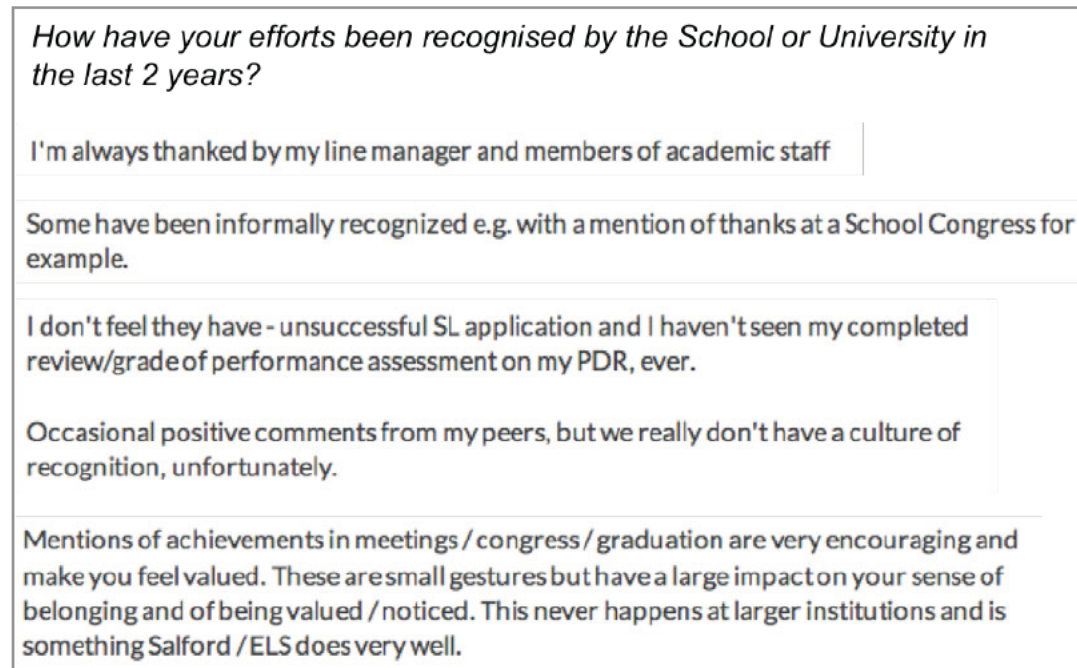 How have your efforts been recognised by the School or University in
the last 2 years?
I'm always thanked by my line manager and members of academic staff
Some have been informally recognized e.g. with a mention of thanks at a School Congress for
example.
I don't feel they have - unsuccessful SL application and I haven't seen my completed
review/grade of performance assessment on my PDR, ever.
Occasional positive comments from my peers, but we really don't have a culture of
recognition, unfortunately.
Mentions of achievements in meetings / congress / graduation are very encouraging and
make you feel valued. These are small gestures but have a large impact on your sense of
belonging and of being valued / noticed. This never happens at larger institutions and is
something Salford / ELS does very well.